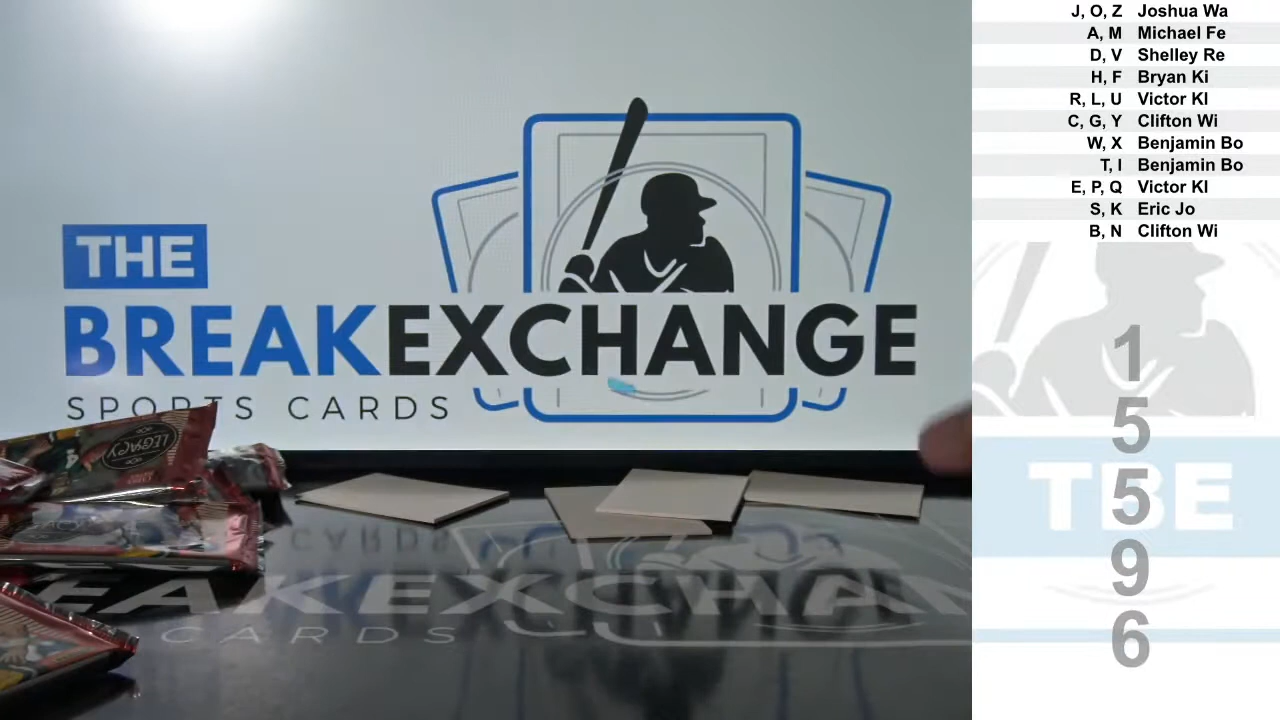 J, O, Z Joshua Wa
A, M Michael Fe
D, V Shelley Re
H, F Bryan Ki
R, L, U Victor Kl
C, G, Y Clifton Wi
W, X Benjamin Bo
T, I Benjamin Bo
E, P, Q Victor Kl
S, K Eric Jo
B, N Clifton Wi
THE
BREAKEXCHANGE
SPORTS CARDS
LEGACY
TBE
1
5
5
9
6